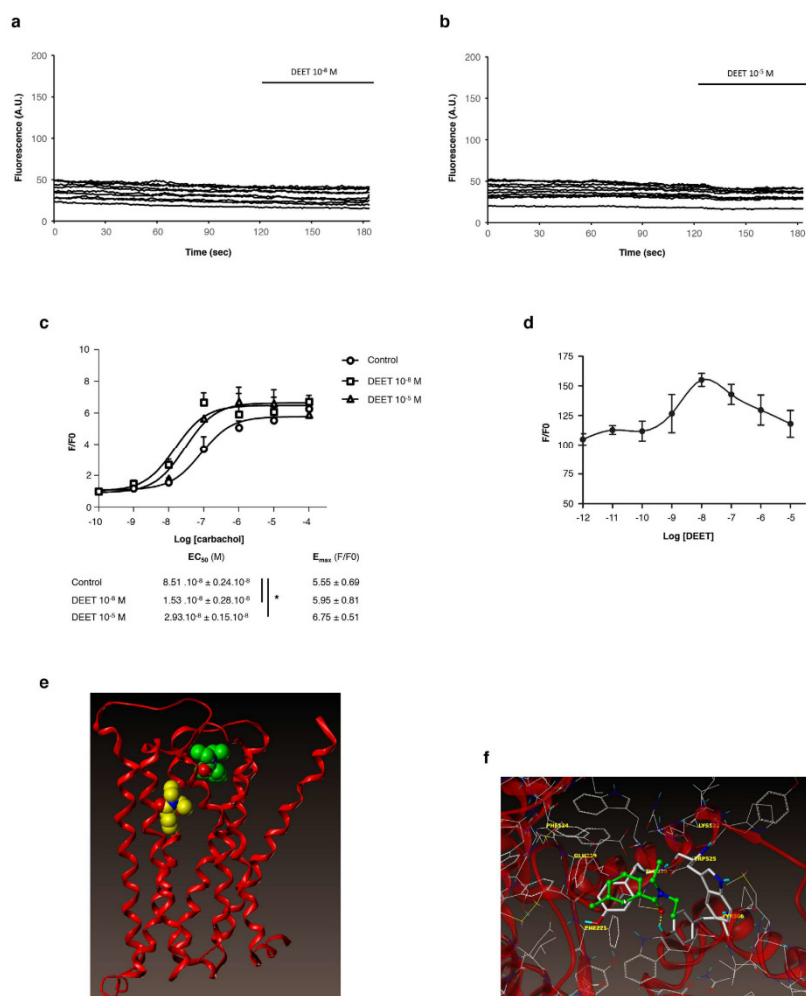 a
DEET 10⁻⁸ M
Fluorescence (A.U.)
200
150
100
50
0
0 30 60 90 120 150 180
Time (sec)
b
DEET 10⁻⁵ M
Fluorescence (A.U.)
200
150
100
50
0
0 30 60 90 120 150 180
Time (sec)
c
Control
DEET 10⁻⁸ M
DEET 10⁻⁵ M
F/F0
10
8
6
4
2
0
-10 -9 -8 -7 -6 -5 -4
Log [carbachol]
EC₅₀ (M) Eₘₐₓ (F/F0)
Control 8.51 .10⁻⁸ ± 0.24.10⁻⁸ 5.55 ± 0.69
DEET 10⁻⁸ M 1.53 .10⁻⁸ ± 0.28.10⁻⁸ * 5.95 ± 0.81
DEET 10⁻⁵ M 2.93.10⁻⁸ ± 0.15.10⁻⁸ 6.75 ± 0.51
d
F/F0
175
150
125
100
75
50
-12 -11 -10 -9 -8 -7 -6 -5
Log [DEET]
e
f
TRP525
PHE221